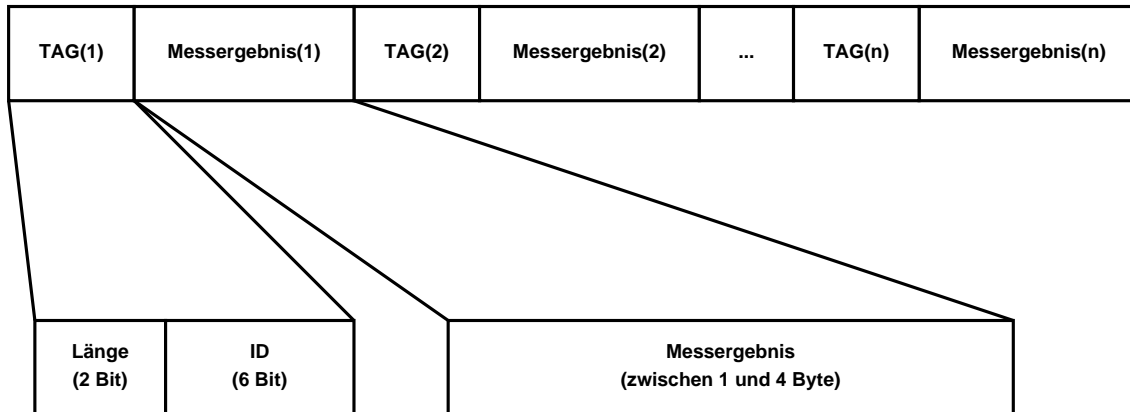 TAG(1) Messergebnis(1) TAG(2) Messergebnis(2) ... TAG(n) Messergebnis(n)
Länge
(2 Bit)
ID
(6 Bit)
Messergebnis
(zwischen 1 und 4 Byte)